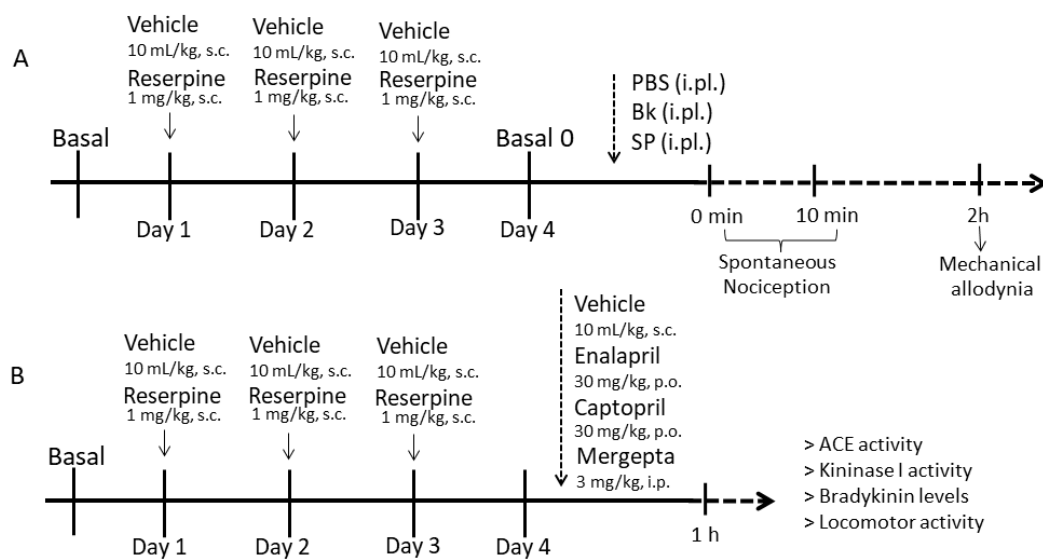 A
Vehicle
10 mL/kg, s.c.
Reserpine
1 mg/kg, s.c.
Vehicle
10 mL/kg, s.c.
Reserpine
1 mg/kg, s.c.
Vehicle
10 mL/kg, s.c.
Reserpine
1 mg/kg, s.c.
PBS (i.pl.)
Bk (i.pl.)
SP (i.pl.)
Basal
Basal 0
Day 1
Day 2
Day 3
Day 4
0 min
10 min
2h
Spontaneous
Nociception
Mechanical
allodynia
B
Vehicle
10 mL/kg, s.c.
Reserpine
1 mg/kg, s.c.
Vehicle
10 mL/kg, s.c.
Reserpine
1 mg/kg, s.c.
Vehicle
10 mL/kg, s.c.
Reserpine
1 mg/kg, s.c.
Vehicle
10 mL/kg, s.c.
Enalapril
30 mg/kg, p.o.
Captopril
30 mg/kg, p.o.
Mergepta
3 mg/kg, i.p.
Basal
Day 1
Day 2
Day 3
Day 4
1 h
> ACE activity
> Kininase I activity
> Bradykinin levels
> Locomotor activity